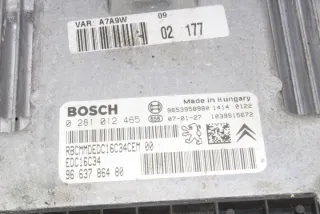 VAR: A7A9W 09
02 177
BOSCH
Made in Hungary
0 281 012 465
9653958980 1414 0122
07-01-27 1039S15672
RBCMMDEDC16C34CEM 00
EDC16C34
96 637 864 80